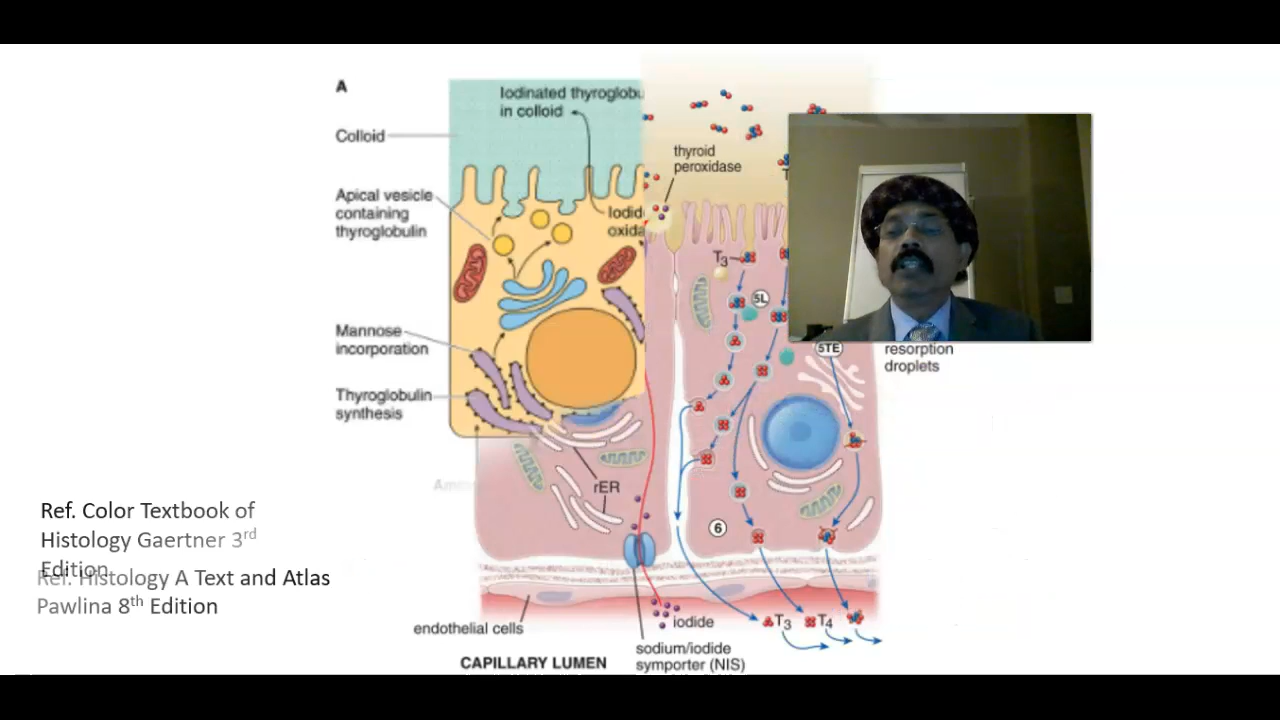 A
Iodinated thyroglobu
in colloid
Colloid
thyroid
peroxidase
Apical vesicle
containing
thyroglobulin
Iodid
oxida
T3
5L
Mannose
incorporation
5TE
resorption
droplets
Thyroglobulin
synthesis
rER
6
Ref. Color Textbook of
Histology Gaertner 3rd
Edition
Ref. Histology A Text and Atlas
Pawlina 8th Edition
endothelial cells
iodide
T3
T4
sodium/iodide
symporter (NIS)
CAPILLARY LUMEN